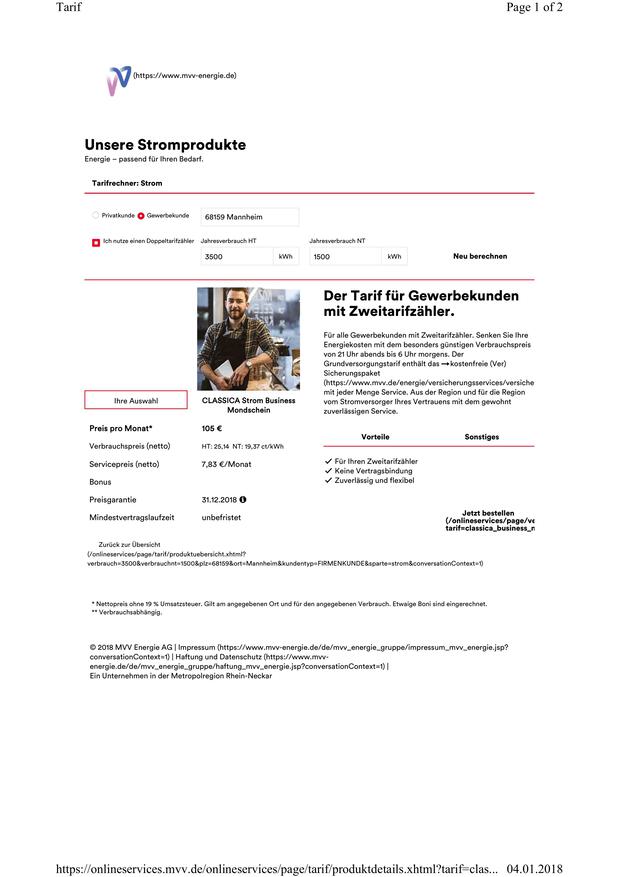 Tarif Page 1 of 2
(https://www.mvv-energie.de)
Unsere Stromprodukte
Energie – passend für Ihren Bedarf.
Tarifrechner: Strom
Privatkunde Gewerbekunde 68159 Mannheim
Ich nutze einen Doppeltarifzähler Jahresverbrauch HT Jahresverbrauch NT
3500 kWh 1500 kWh Neu berechnen
Der Tarif für Gewerbekunden
mit Zweitarifzähler.
Für alle Gewerbekunden mit Zweitarifzähler. Senken Sie Ihre
Energiekosten mit dem besonders günstigen Verbrauchspreis
von 21 Uhr abends bis 6 Uhr morgens. Der
Grundversorgungstarif enthält das →kostenfreie (Ver)
Sicherungspaket
(https://www.mvv.de/energie/versicherungsservices/versiche
mit jeder Menge Service. Aus der Region und für die Region
vom Stromversorger Ihres Vertrauens mit dem gewohnt
zuverlässigen Service.
Ihre Auswahl CLASSICA Strom Business
Mondschein
Preis pro Monat* 105 €
Verbrauchspreis (netto) HT: 25,14 NT: 19,37 ct/kWh
Servicepreis (netto) 7,83 €/Monat
Bonus
Preisgarantie 31.12.2018
Mindestvertragslaufzeit unbefristet
Vorteile Sonstiges
✓ Für Ihren Zweitarifzähler
✓ Keine Vertragsbindung
✓ Zuverlässig und flexibel
Jetzt bestellen
(/onlineservices/page/ve
tarif=classica_business_n
Zurück zur Übersicht
(/onlineservices/page/tarif/produktuebersicht.xhtml?
verbrauch=3500&verbrauchnt=1500&plz=68159&ort=Mannheim&kundentyp=FIRMENKUNDE&sparte=strom&conversationContext=1)
* Nettopreis ohne 19 % Umsatzsteuer. Gilt am angegebenen Ort und für den angegebenen Verbrauch. Etwaige Boni sind eingerechnet.
** Verbrauchsabhängig.
© 2018 MVV Energie AG | Impressum (https://www.mvv-energie.de/de/mvv_energie_gruppe/impressum_mvv_energie.jsp?
conversationContext=1) | Haftung und Datenschutz (https://www.mvv-
energie.de/de/mvv_energie_gruppe/haftung_mvv_energie.jsp?conversationContext=1) |
Ein Unternehmen in der Metropolregion Rhein-Neckar
https://onlineservices.mvv.de/onlineservices/page/tarif/produktdetails.xhtml?tarif=clas... 04.01.2018